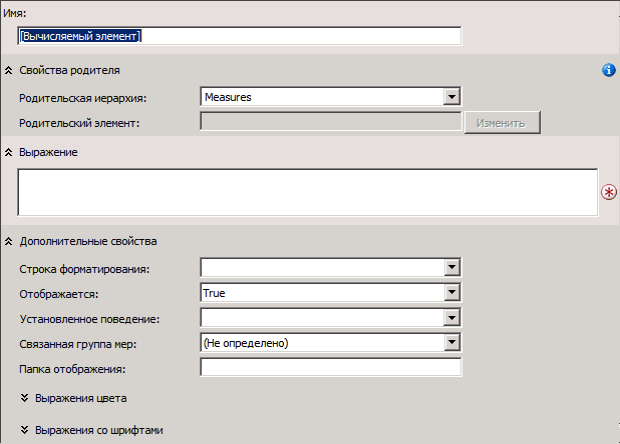 Имя:
[Вычисляемый элемент]
Свойства родителя
Родительская иерархия: Measures
Родительский элемент: Изменить
Выражение
Дополнительные свойства
Строка форматирования:
Отображается: True
Установленное поведение:
Связанная группа мер: (Не определено)
Папка отображения:
Выражения цвета
Выражения со шрифтами